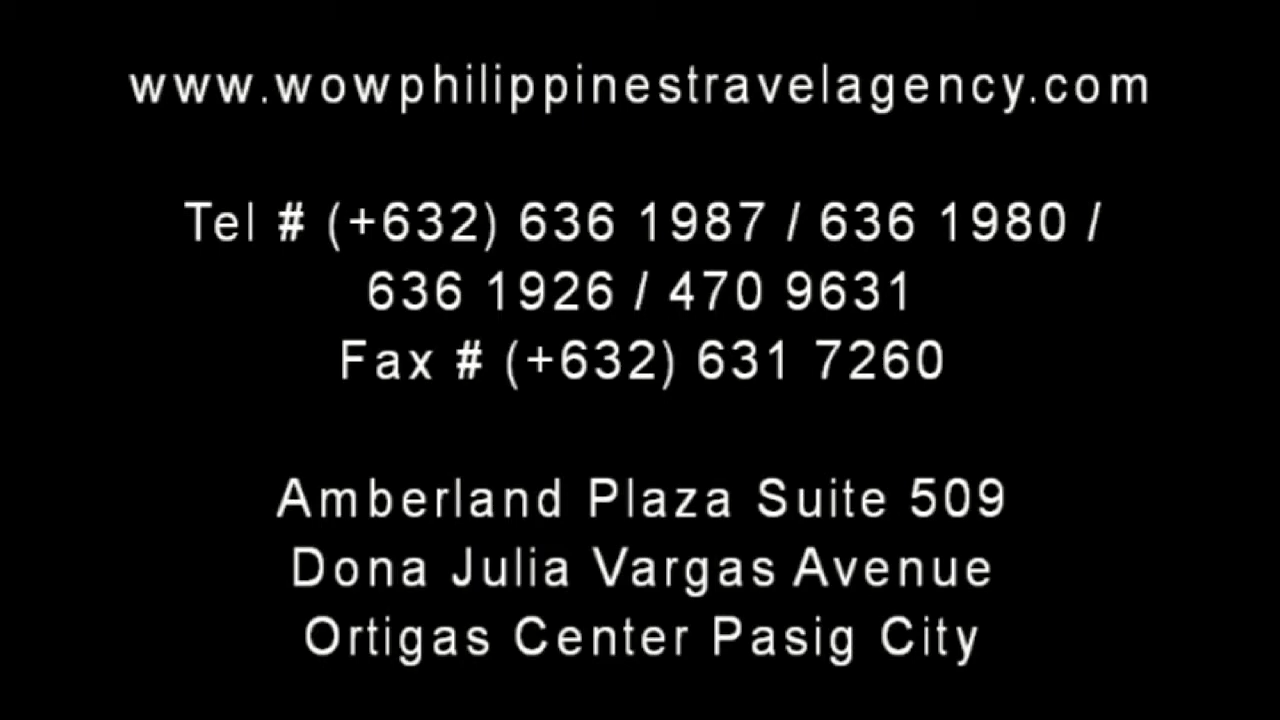 www.wowphilippinestravelagency.com
Tel # (+632) 636 1987 / 636 1980 /
636 1926 / 470 9631
Fax # (+632) 631 7260
Amberland Plaza Suite 509
Dona Julia Vargas Avenue
Ortigas Center Pasig City